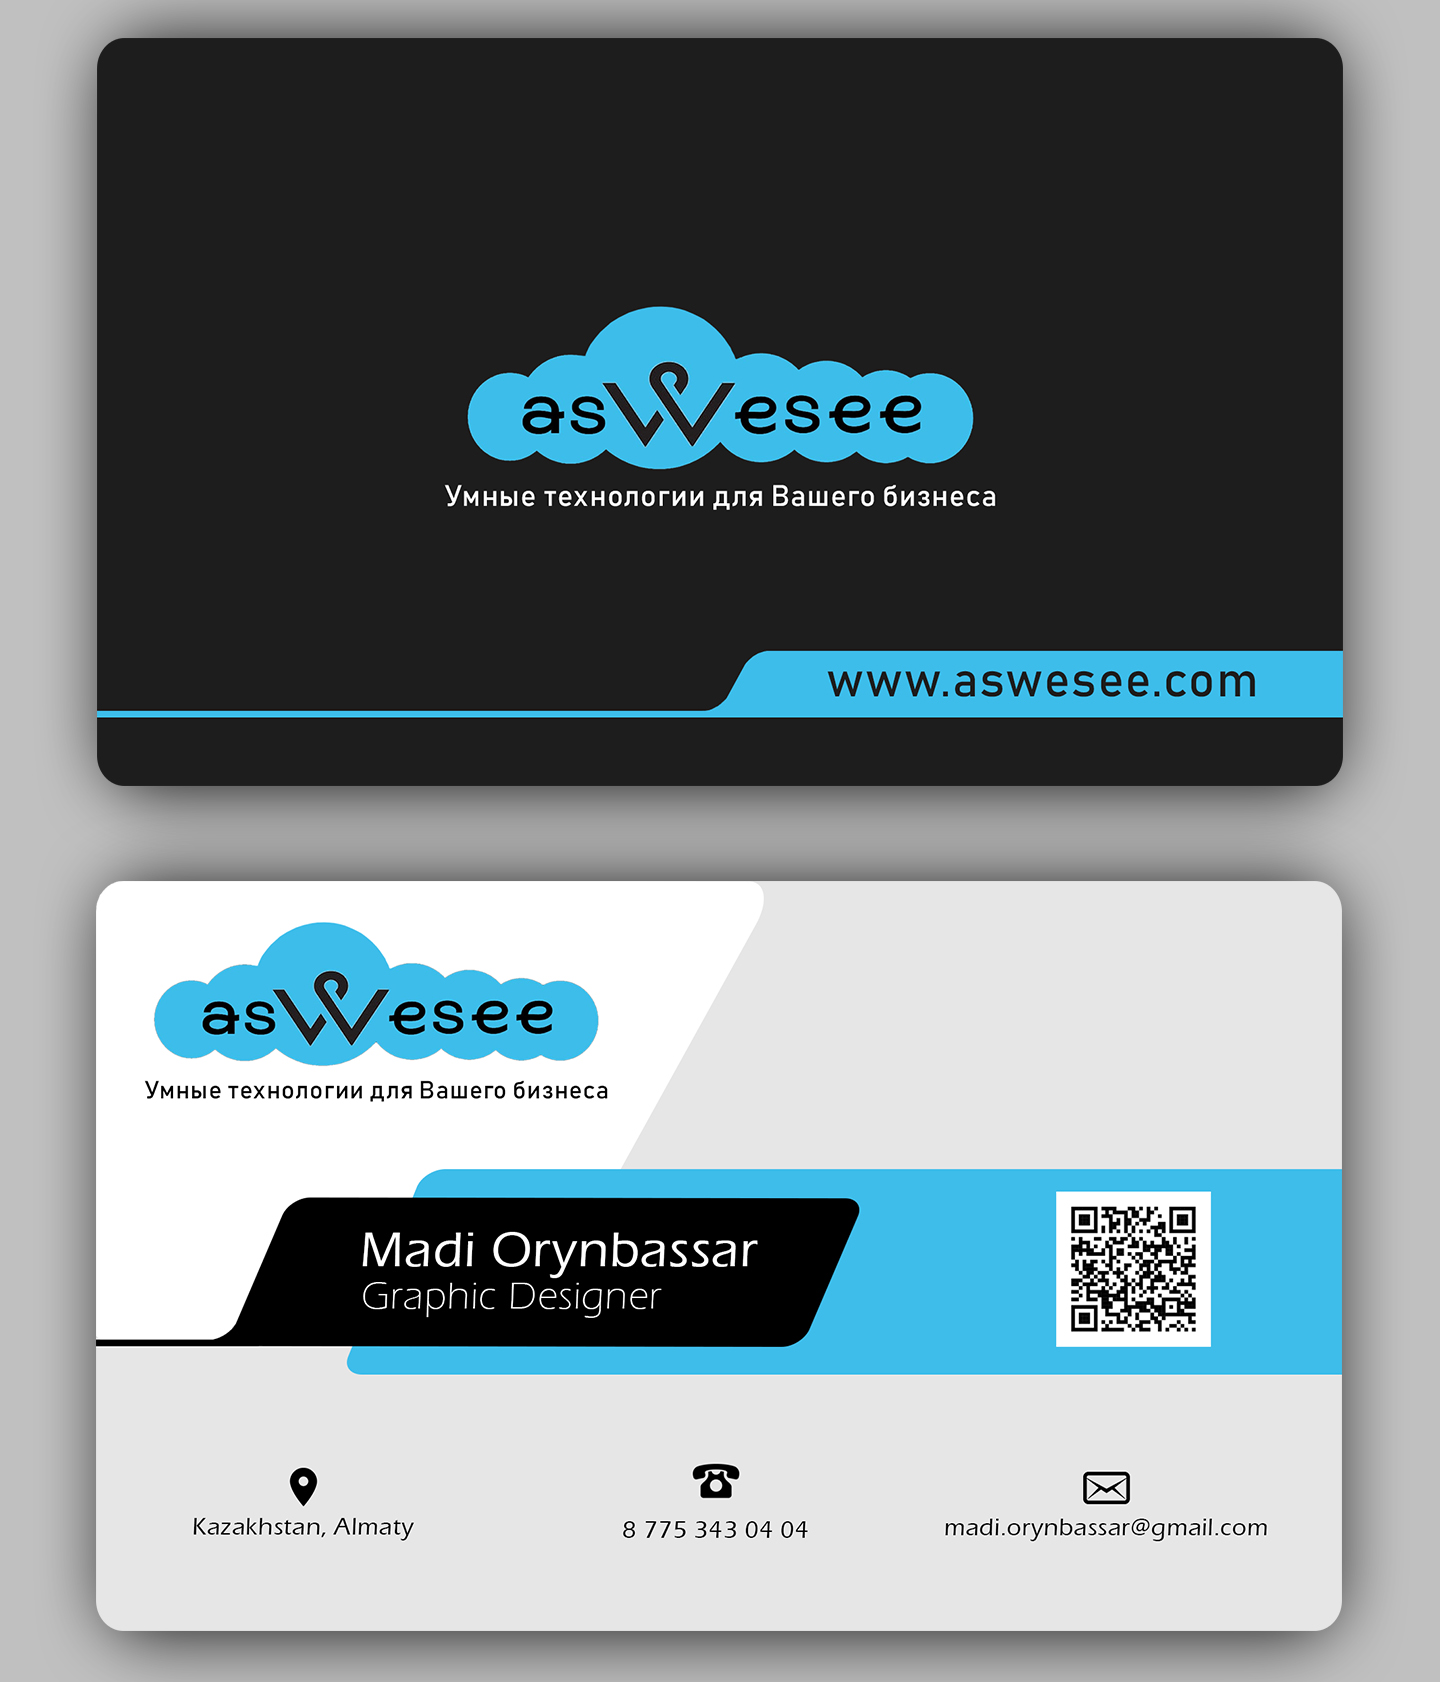 asWesee
Умные технологии для Вашего бизнеса
www.aswesee.com
asWesee
Умные технологии для Вашего бизнеса
Madi Orynbassar
Graphic Designer
Kazakhstan, Almaty
8 775 343 04 04
madi.orynbassar@gmail.com